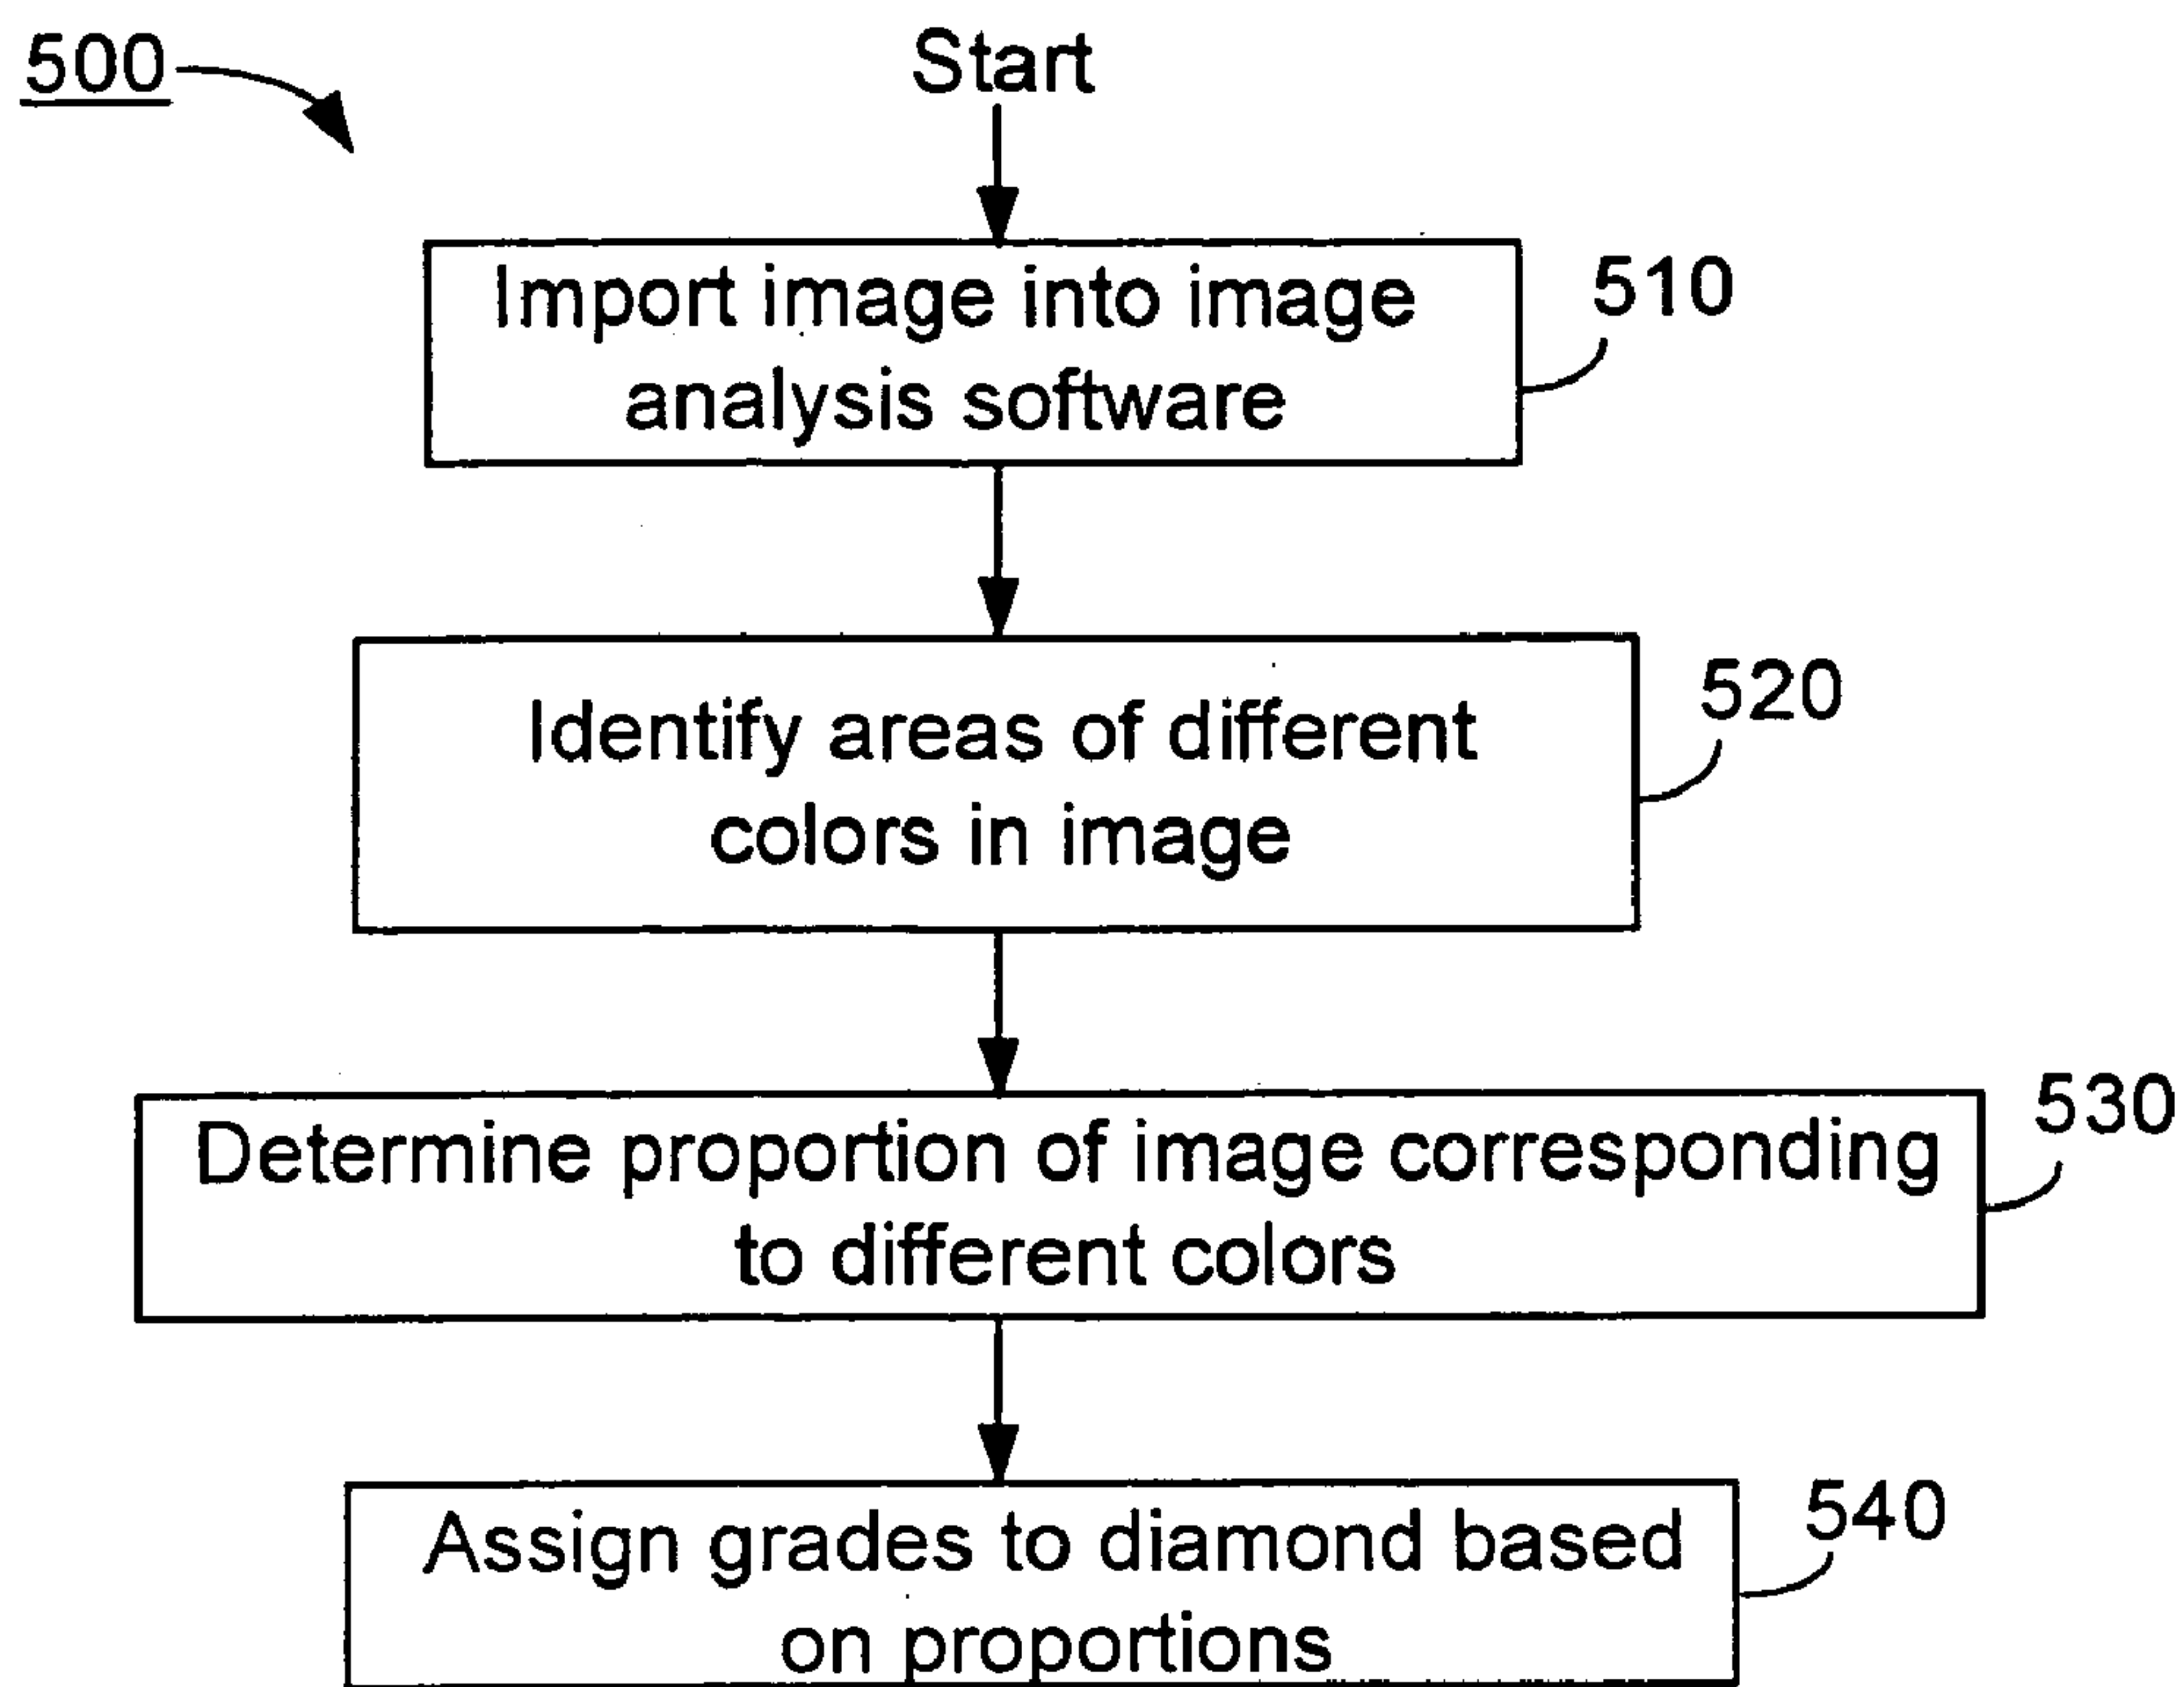 500
Start
Import image into image
analysis software
510
Identify areas of different
colors in image
520
Determine proportion of image corresponding
to different colors
530
Assign grades to diamond based
on proportions
540